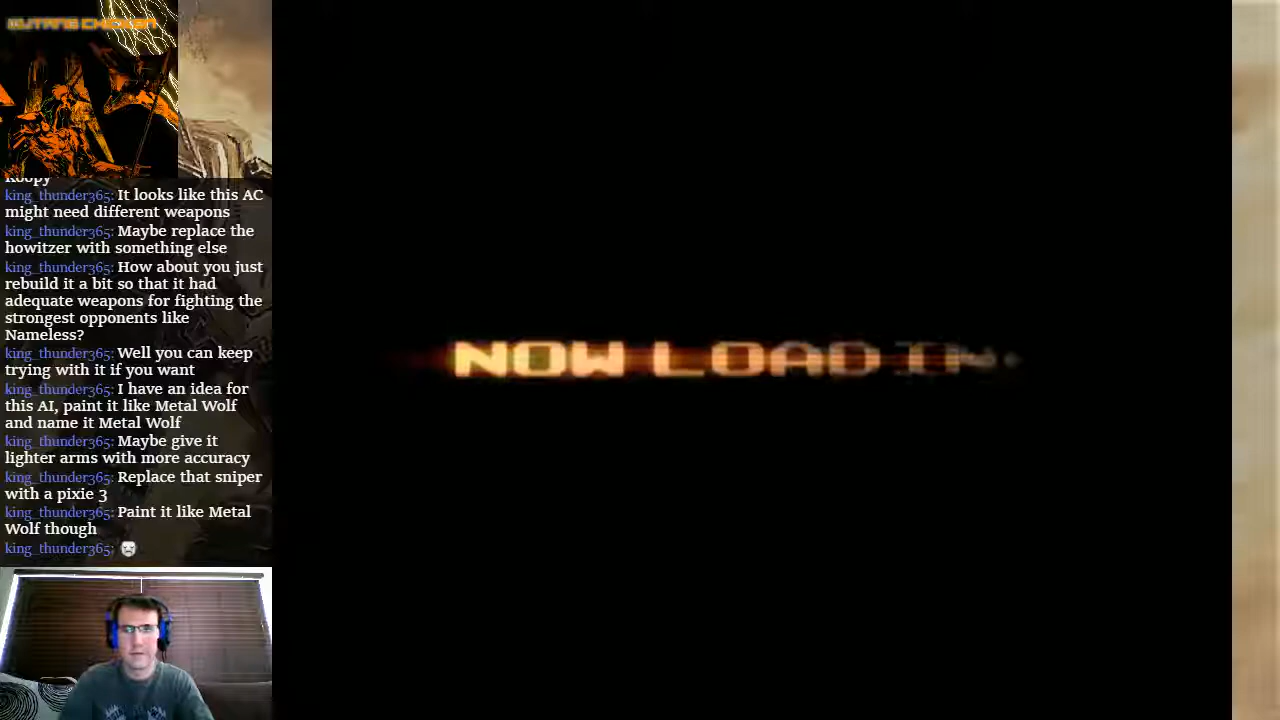 WUTANG CHICKEN
Roopy
king_thunder365: It looks like this AC
might need different weapons
king_thunder365: Maybe replace the
howitzer with something else
king_thunder365: How about you just
rebuild it a bit so that it had
adequate weapons for fighting the
strongest opponents like
Nameless?
king_thunder365: Well you can keep
trying with it if you want
king_thunder365: I have an idea for
this AI, paint it like Metal Wolf
and name it Metal Wolf
king_thunder365: Maybe give it
lighter arms with more accuracy
king_thunder365: Replace that sniper
with a pixie 3
king_thunder365: Paint it like Metal
Wolf though
king_thunder365:
NOW LOADIN